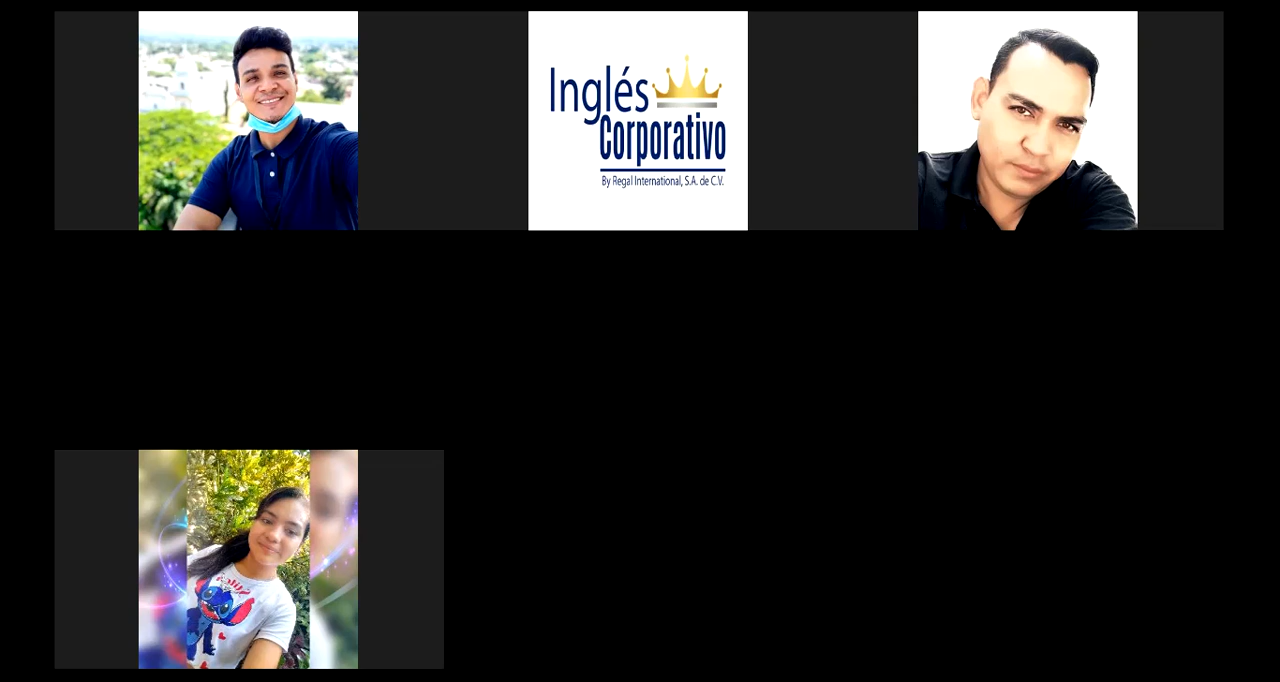 Inglés
Corporativo
By Regal International, S.A. de C.V.